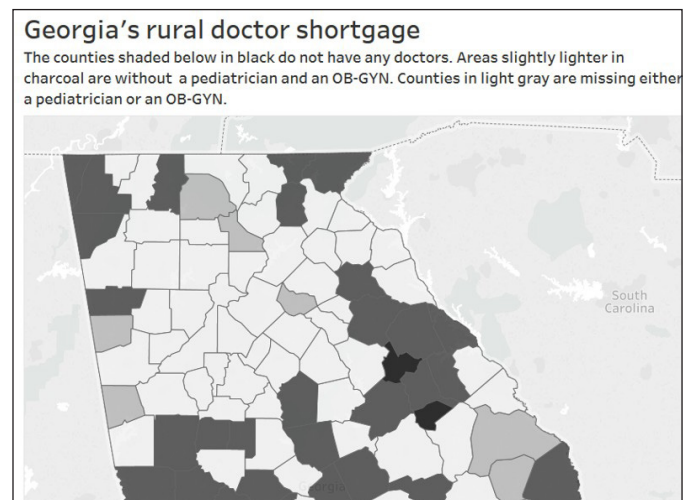 Georgia's rural doctor shortage
The counties shaded below in black do not have any doctors. Areas slightly lighter in
charcoal are without a pediatrician and an OB-GYN. Counties in light gray are missing either
a pediatrician or an OB-GYN.
South
Carolina
Georgia